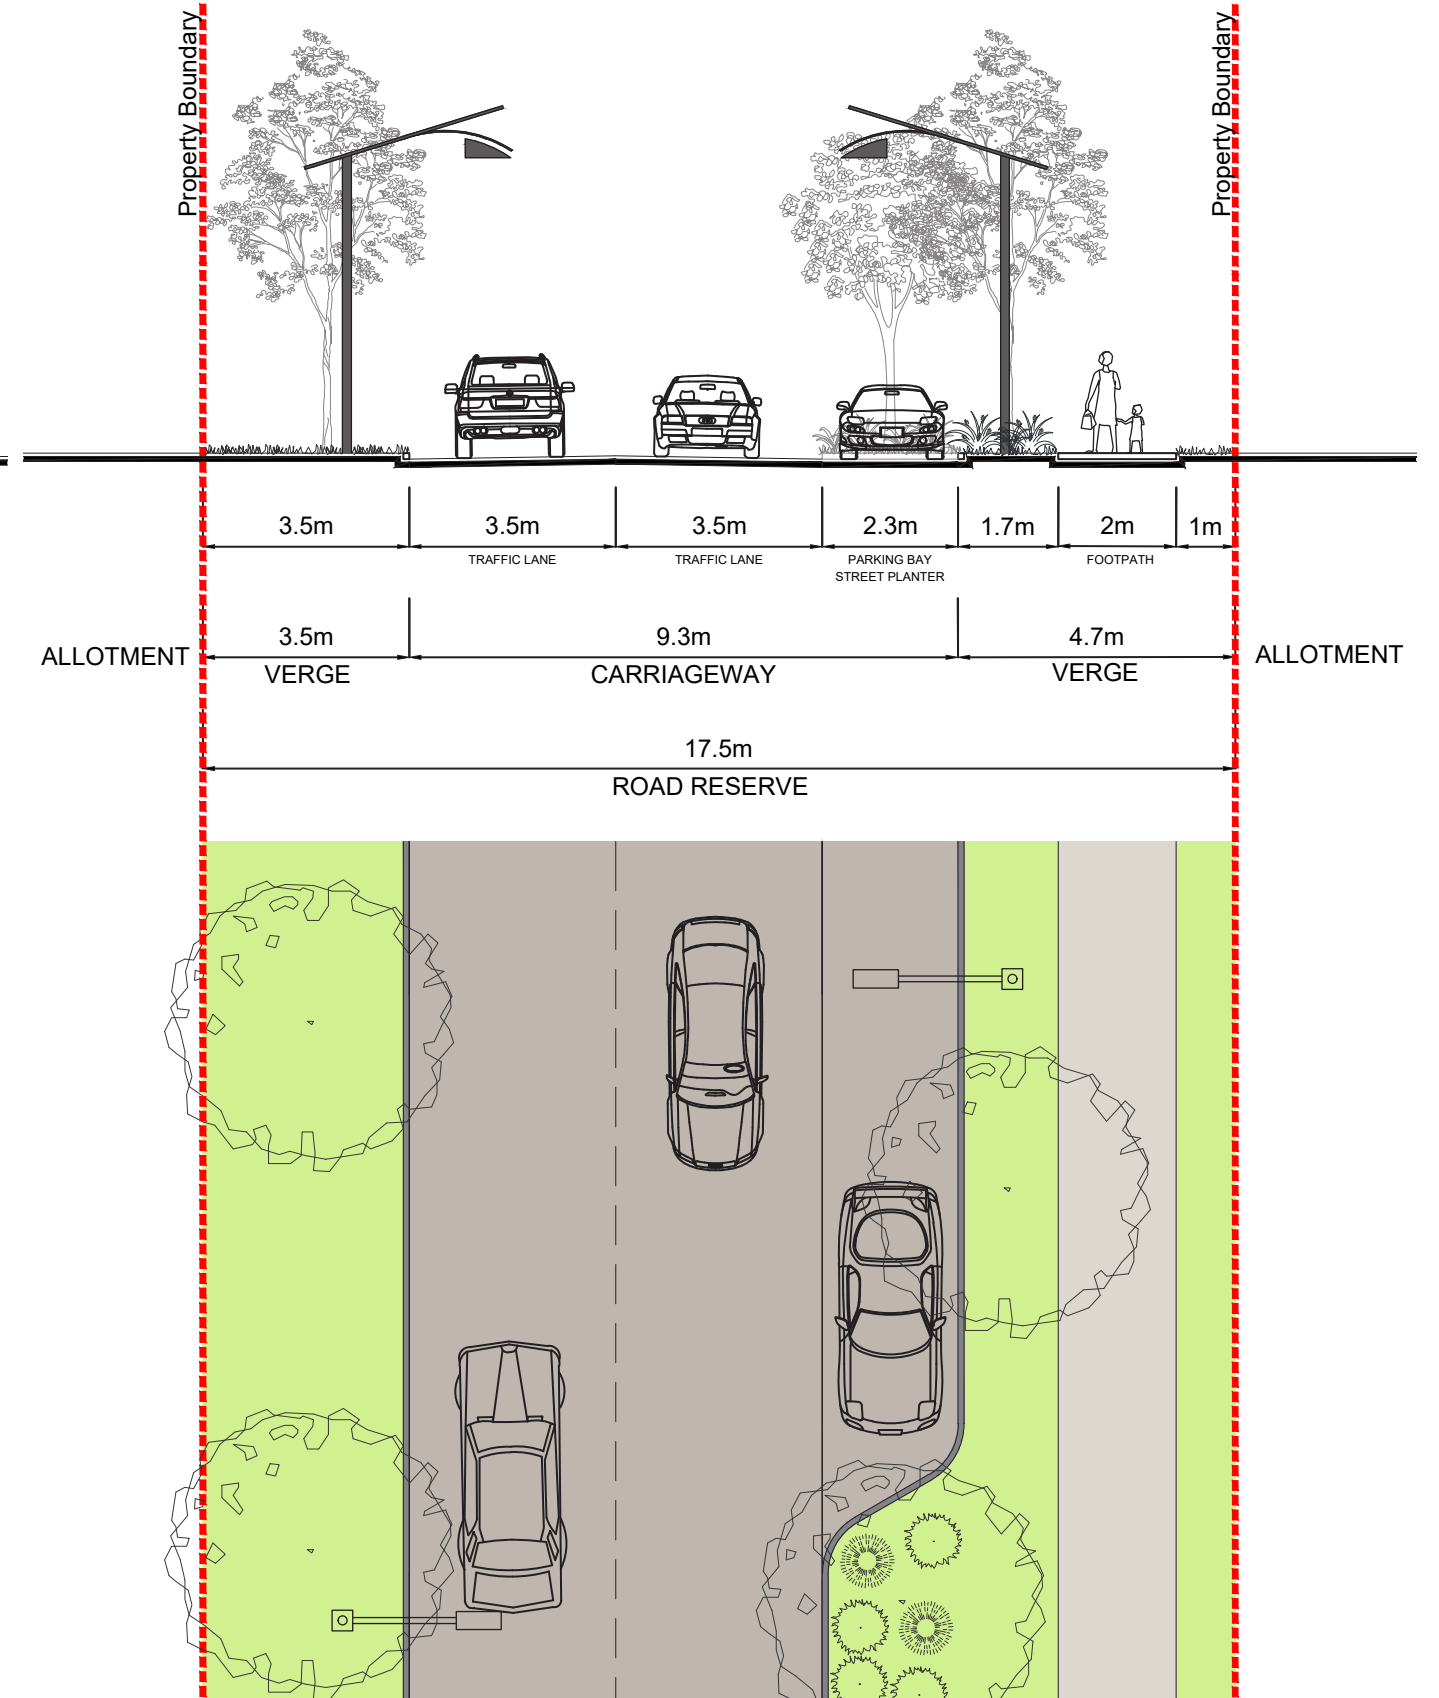 Property Boundary
Property Boundary
3.5m
3.5m
3.5m
2.3m
1.7m
2m
1m
TRAFFIC LANE
TRAFFIC LANE
PARKING BAY
STREET PLANTER
FOOTPATH
3.5m
9.3m
4.7m
ALLOTMENT
VERGE
CARRIAGEWAY
VERGE
ALLOTMENT
17.5m
ROAD RESERVE